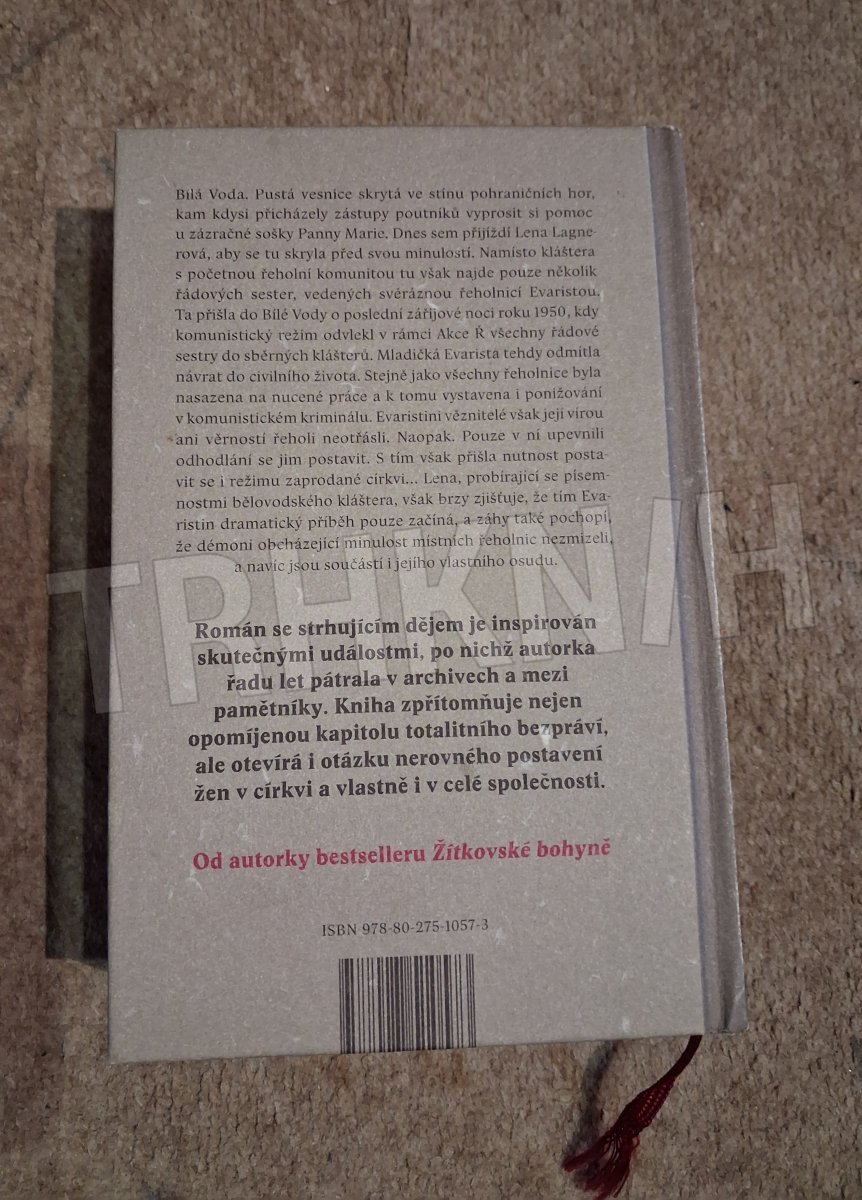 Bílá Voda. Pustá vesnice skrytá ve stínu pohraničních hor,
kam kdysi přicházely zástupy poutníků vyprosit si pomoc
u zázračné sošky Panny Marie. Dnes sem přijíždí Lena Lagne-
rová, aby se tu skryla před svou minulostí. Namísto kláštera
s početnou řeholní komunitou tu však najde pouze několik
řádových sester, vedených svéráznou řeholnicí Evaristou.
Ta přišla do Bílé Vody o poslední zářijové noci roku 1950, kdy
komunistický režim odvlekl v rámci Akce Ř všechny řádové
sestry do sběrných klášterů. Mladičká Evarista tehdy odmítla
návrat do civilního života. Stejně jako všechny řeholnice byla
nasazena na nucené práce a k tomu vystavena i ponižování
v komunistickém kriminálu. Evaristini věznitelé však její vírou
ani věrností řeholi neotřásli. Naopak. Pouze v ní upevnili
odhodlání se jim postavit. S tím však přišla nutnost posta-
vit se i režimu zaprodané církvi... Lena, probírající se písem-
nostmi bělovodského kláštera, však brzy zjišťuje, že tím Eva-
ristin dramatický příběh pouze začíná, a záhy také pochopí,
že démoni obcházející minulost místních řeholnic nezmizeli,
a navíc jsou součástí i jejího vlastního osudu.
Román se strhujícím dějem je inspirován
skutečnými událostmi, po nichž autorka
řadu let pátrala v archivech a mezi
pamětníky. Kniha zpřítomňuje nejen
opomíjenou kapitolu totalitního bezpráví,
ale otevírá i otázku nerovného postavení
žen v církvi a vlastně i v celé společnosti.
Od autorky bestselleru Žítkovské bohyně
ISBN 978-80-275-1057-3